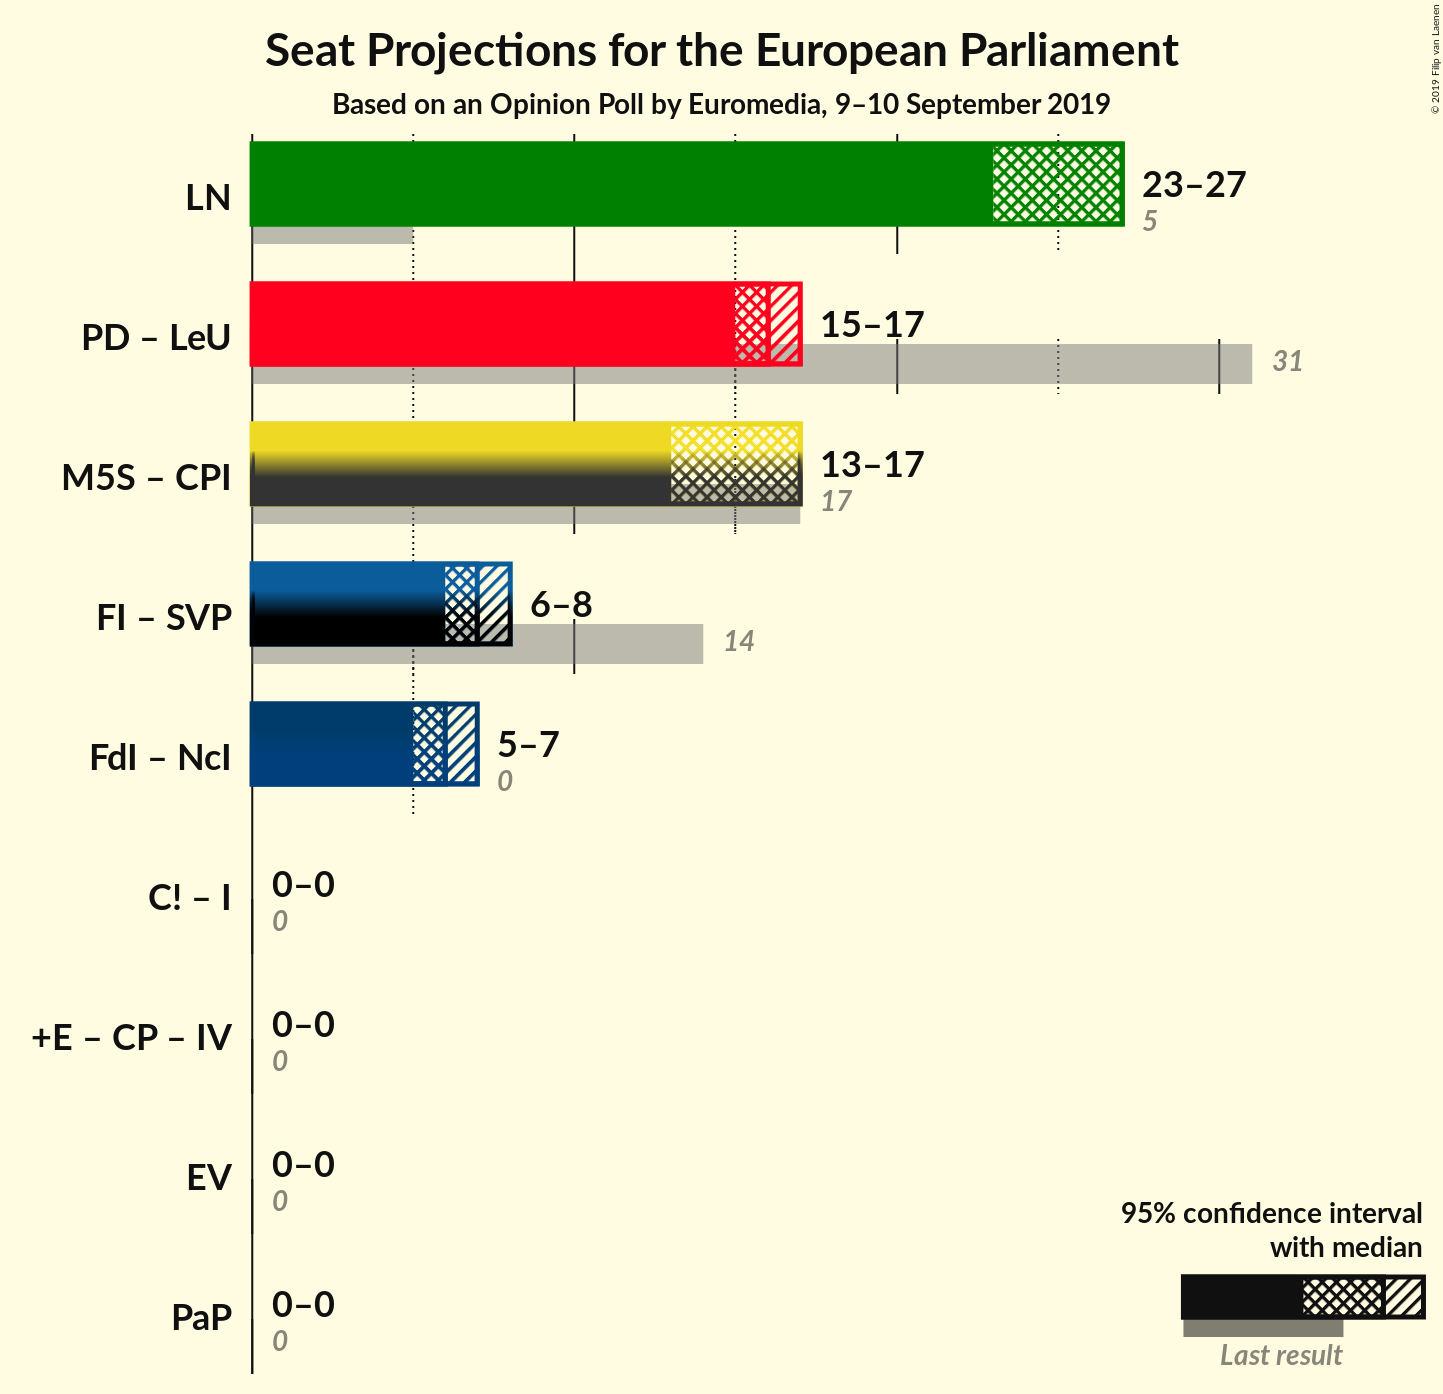 Seat Projections for the European Parliament
Based on an Opinion Poll by Euromedia, 9–10 September 2019
© 2019 Filip van Laenen
LN
23–27
5
PD – LeU
15–17
31
M5S – CPI
13–17
17
FI – SVP
6–8
14
FdI – NcI
5–7
0
C! – I
0–0
0
+E – CP – IV
0–0
0
EV
0–0
0
PaP
0–0
0
95% confidence interval
with median
Last result